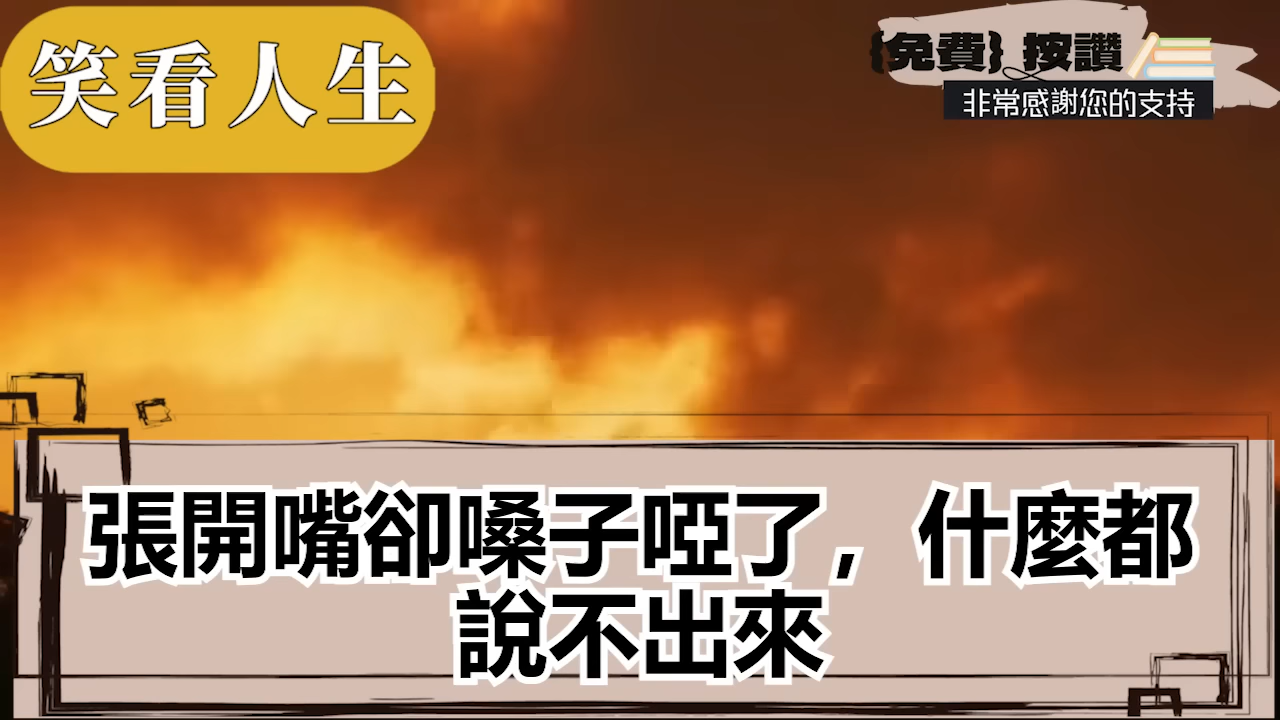 笑看人生
{免費} 按讚
非常感謝您的支持
張開嘴卻嗓子啞了，什麼都
說不出來